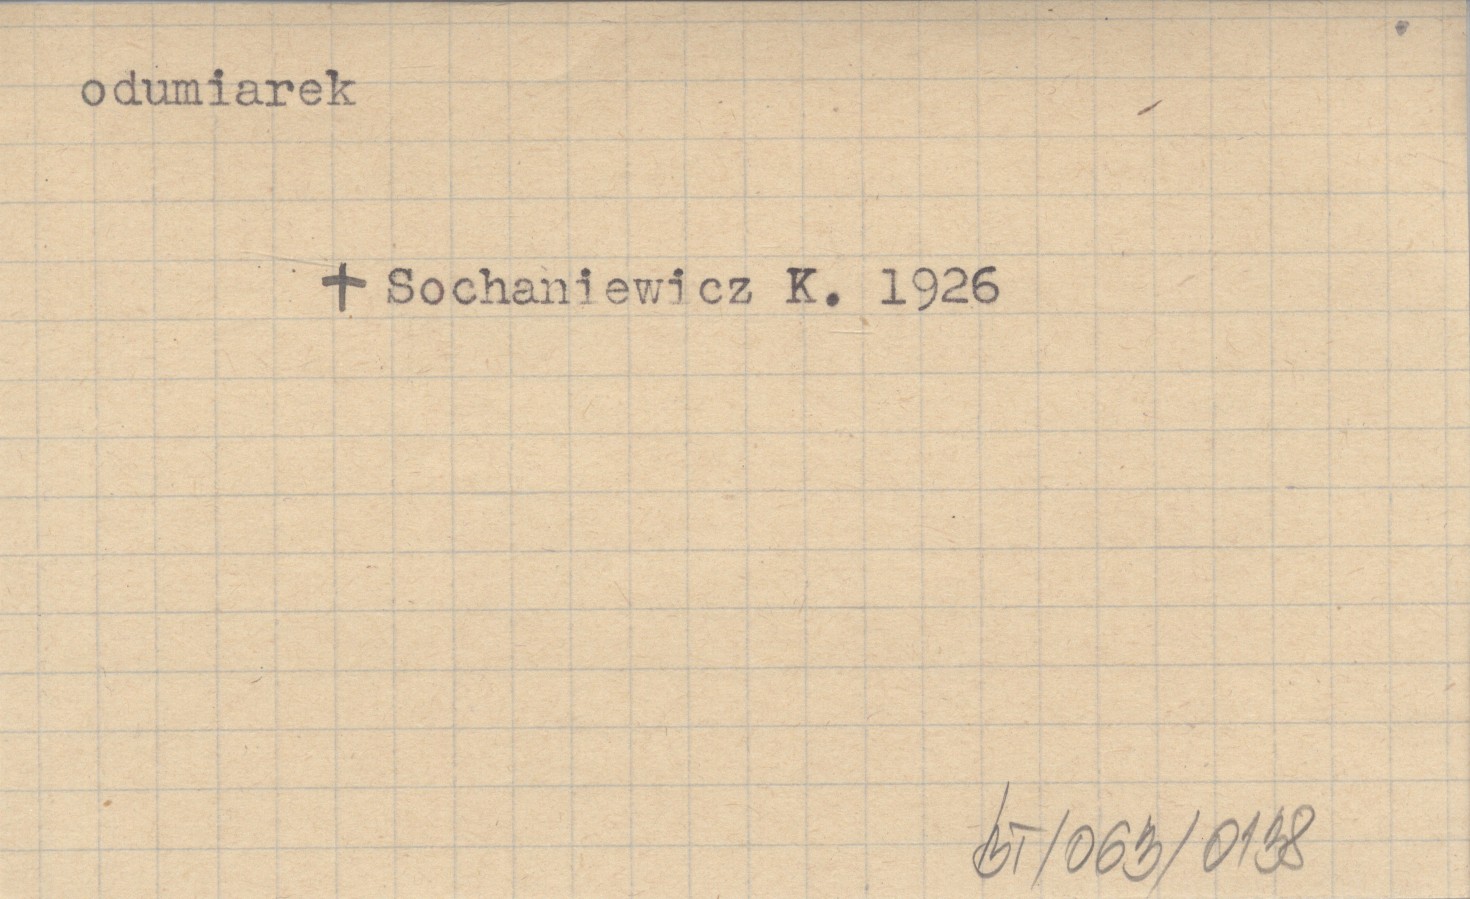 odumiarek
✝ Sochaniewicz K. 1926
BT/063/0138